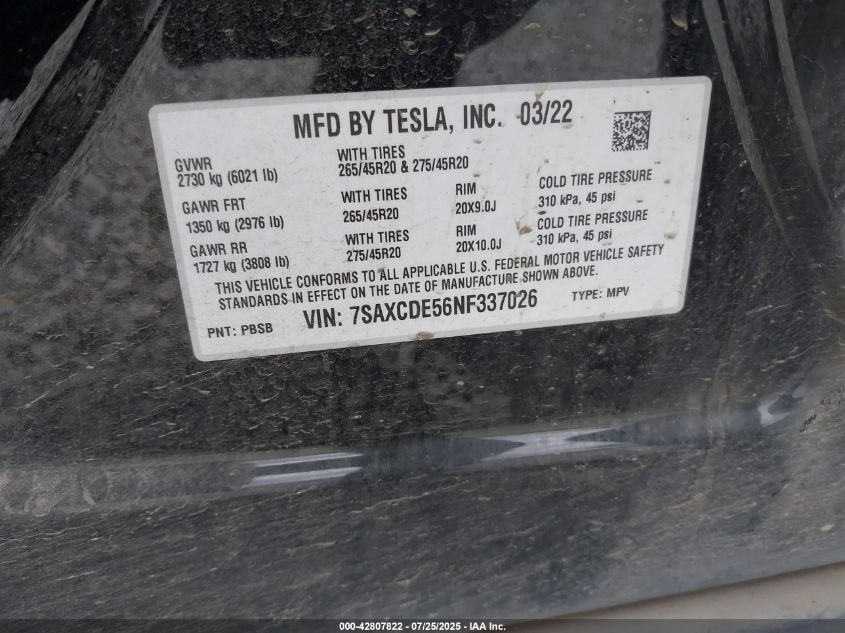 MFD BY TESLA, INC. 03/22
GVWR
2730 kg (6021 lb)
WITH TIRES
265/45R20 & 275/45R20
GAWR FRT
1350 kg (2976 lb)
WITH TIRES
265/45R20
RIM
20X9.0J
COLD TIRE PRESSURE
310 kPa, 45 psi
GAWR RR
1727 kg (3808 lb)
WITH TIRES
275/45R20
RIM
20X10.0J
COLD TIRE PRESSURE
310 kPa, 45 psi
THIS VEHICLE CONFORMS TO ALL APPLICABLE U.S. FEDERAL MOTOR VEHICLE SAFETY
STANDARDS IN EFFECT ON THE DATE OF MANUFACTURE SHOWN ABOVE.
PNT: PBSB
VIN: 7SAXCDE56NF337026
TYPE: MPV
000-42807822 - 07/25/2025 - IAA Inc.